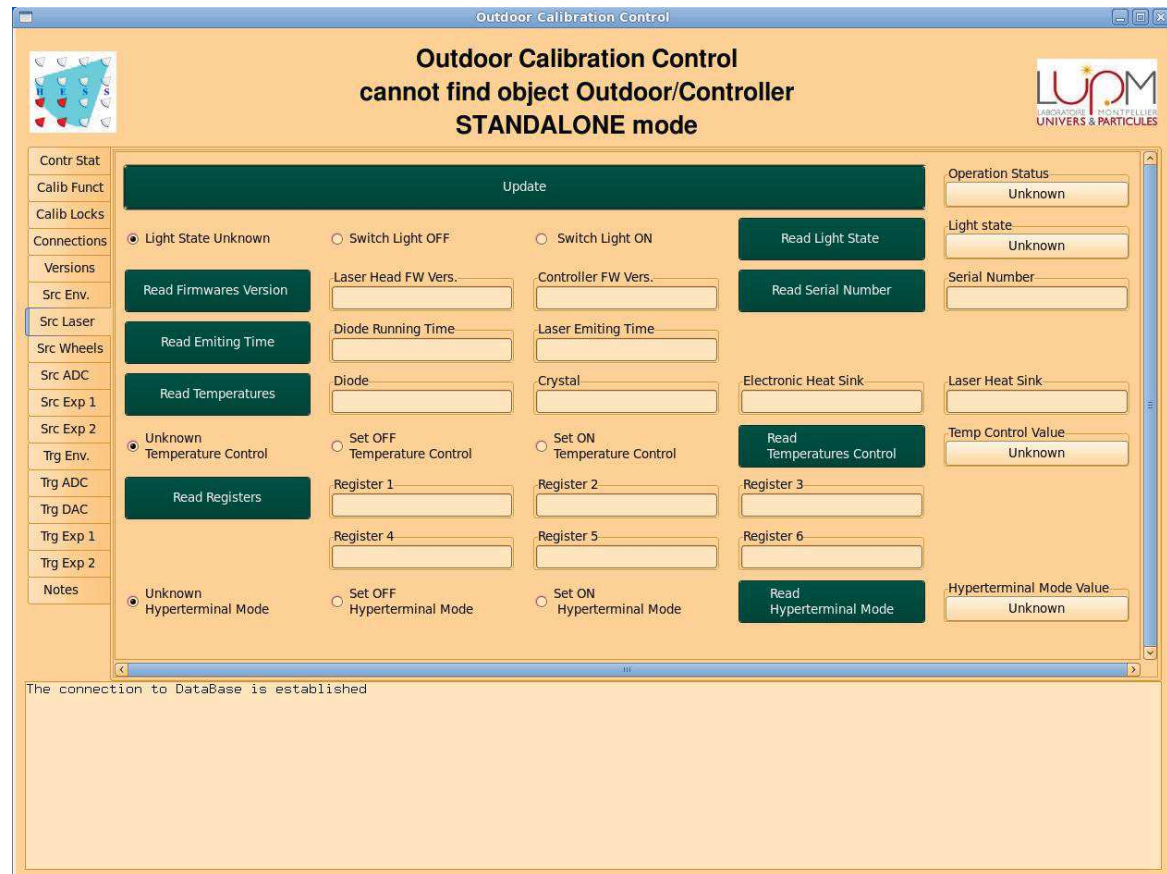 Outdoor Calibration Control
Outdoor Calibration Control
cannot find object Outdoor/Controller
STANDALONE mode
H E S S
LUPM
LABORATOIRE MONTPELLIER
UNIVERS & PARTICULES
Contr Stat
Calib Funct
Calib Locks
Connections
Versions
Src Env.
Src Laser
Src Wheels
Src ADC
Src Exp 1
Src Exp 2
Trg Env.
Trg ADC
Trg DAC
Trg Exp 1
Trg Exp 2
Notes
Update
Operation Status
Unknown
Light State Unknown
Switch Light OFF
Switch Light ON
Read Light State
Light state
Unknown
Read Firmwares Version
Laser Head FW Vers.
Controller FW Vers.
Read Serial Number
Serial Number
Read Emiting Time
Diode Running Time
Laser Emiting Time
Read Temperatures
Diode
Crystal
Electronic Heat Sink
Laser Heat Sink
Unknown
Temperature Control
Set OFF
Temperature Control
Set ON
Temperature Control
Read
Temperatures Control
Temp Control Value
Unknown
Read Registers
Register 1
Register 2
Register 3
Register 4
Register 5
Register 6
Unknown
Hyperterminal Mode
Set OFF
Hyperterminal Mode
Set ON
Hyperterminal Mode
Read
Hyperterminal Mode
Hyperterminal Mode Value
Unknown
The connection to DataBase is established